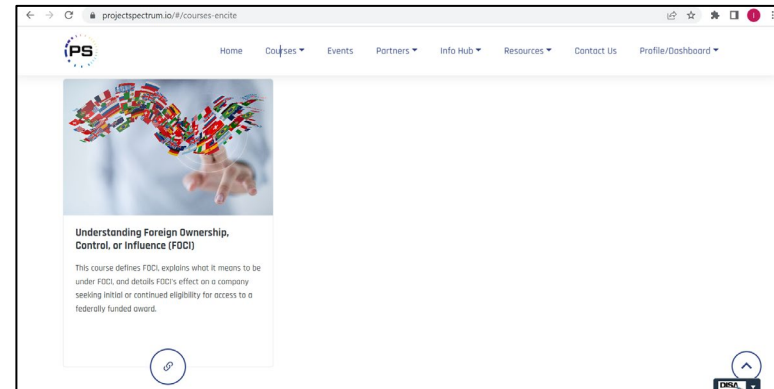 projectspectrum.io/#/courses-encite
PS
Home Courses Events Partners Info Hub Resources Contact Us Profile/Dashboard
Understanding Foreign Ownership,
Control, or Influence (FOCI)
This course defines FOCI, explains what it means to be
under FOCI, and details FOCI's effect on a company
seeking initial or continued eligibility for access to a
federally funded award.
DISA